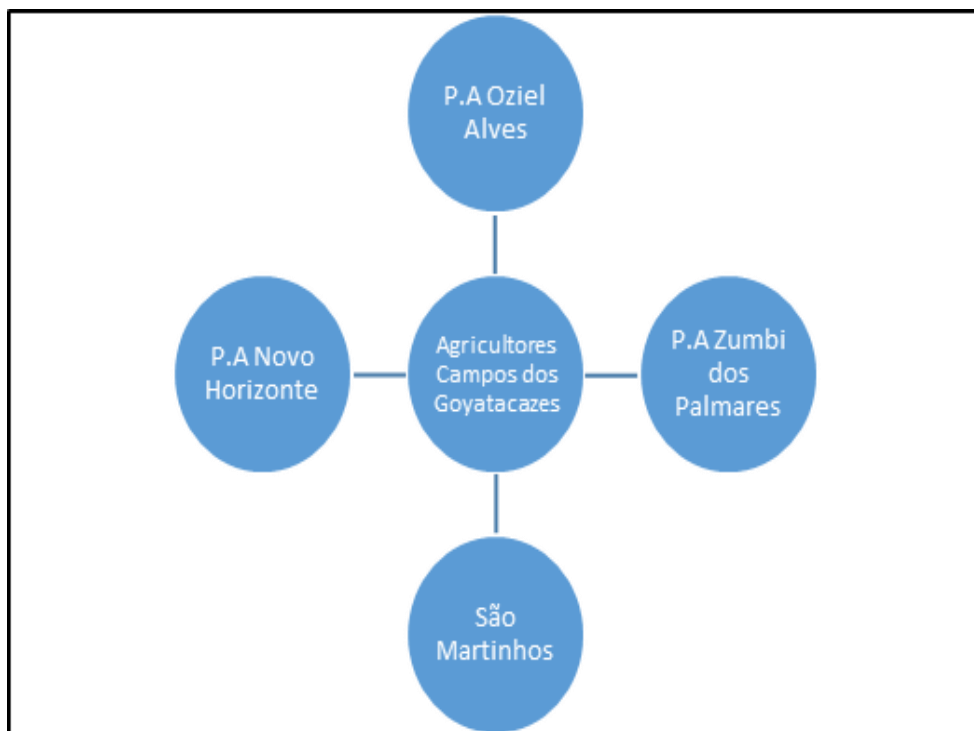 P.A Oziel
Alves
P.A Novo
Horizonte
Agricultores
Campos dos
Goyatacazes
P.A Zumbi
dos
Palmares
São
Martinhos